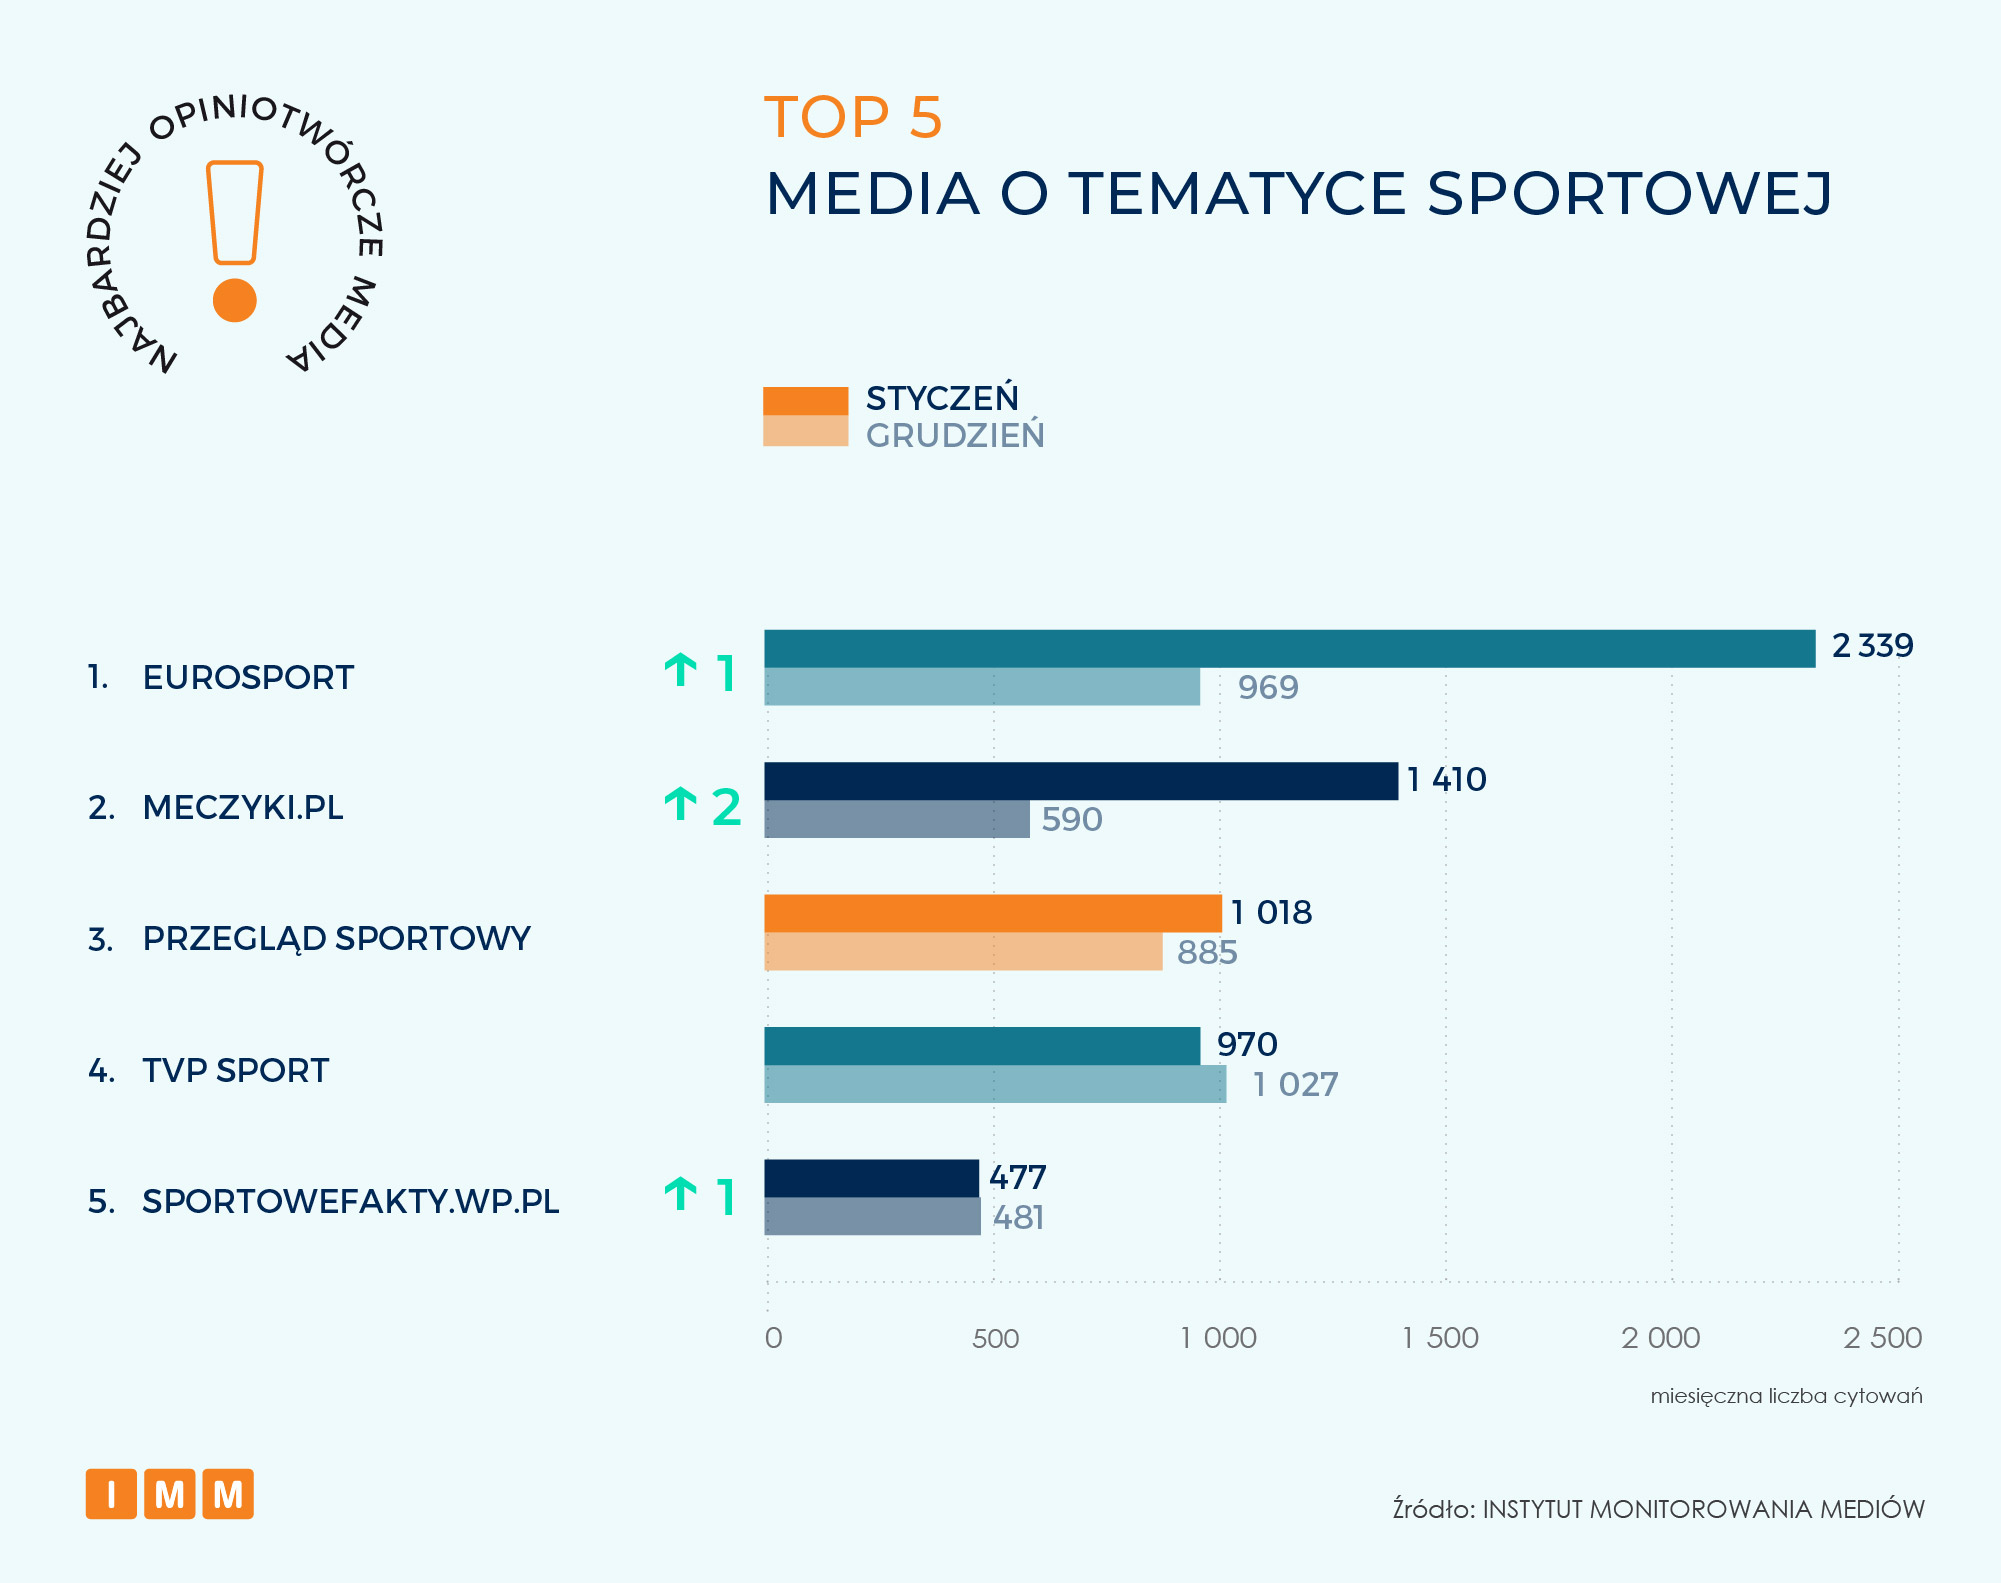 NAJBARDZIEJ OPINIOTWÓRCZE MEDIA
!
TOP 5
MEDIA O TEMATYCE SPORTOWEJ
STYCZEŃ
GRUDZIEŃ
1. EUROSPORT ↑ 1 2 339
969
2. MECZYKI.PL ↑ 2 1 410
590
3. PRZEGLĄD SPORTOWY 1 018
885
4. TVP SPORT 970
1 027
5. SPORTOWEFAKTY.WP.PL ↑ 1 477
481
0 500 1 000 1 500 2 000 2 500
miesięczna liczba cytowań
IMM
Źródło: INSTYTUT MONITOROWANIA MEDIÓW